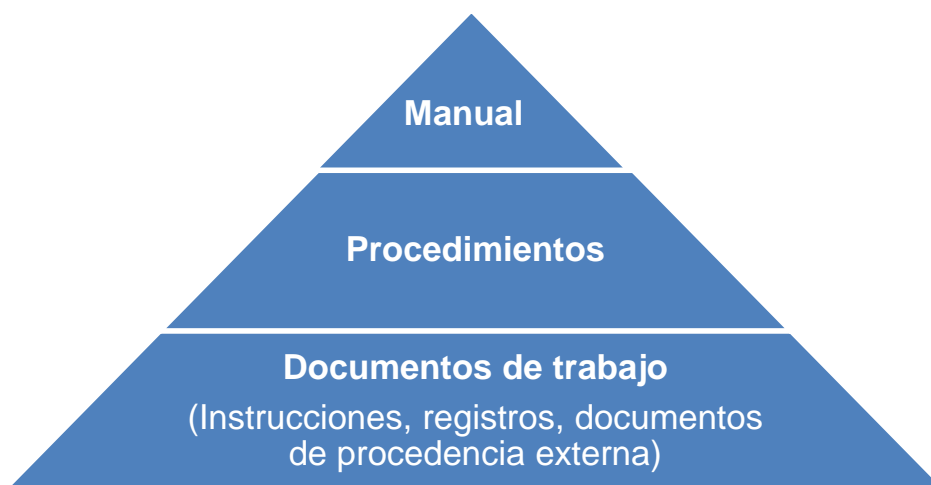 Manual
Procedimientos
Documentos de trabajo
(Instrucciones, registros, documentos
de procedencia externa)